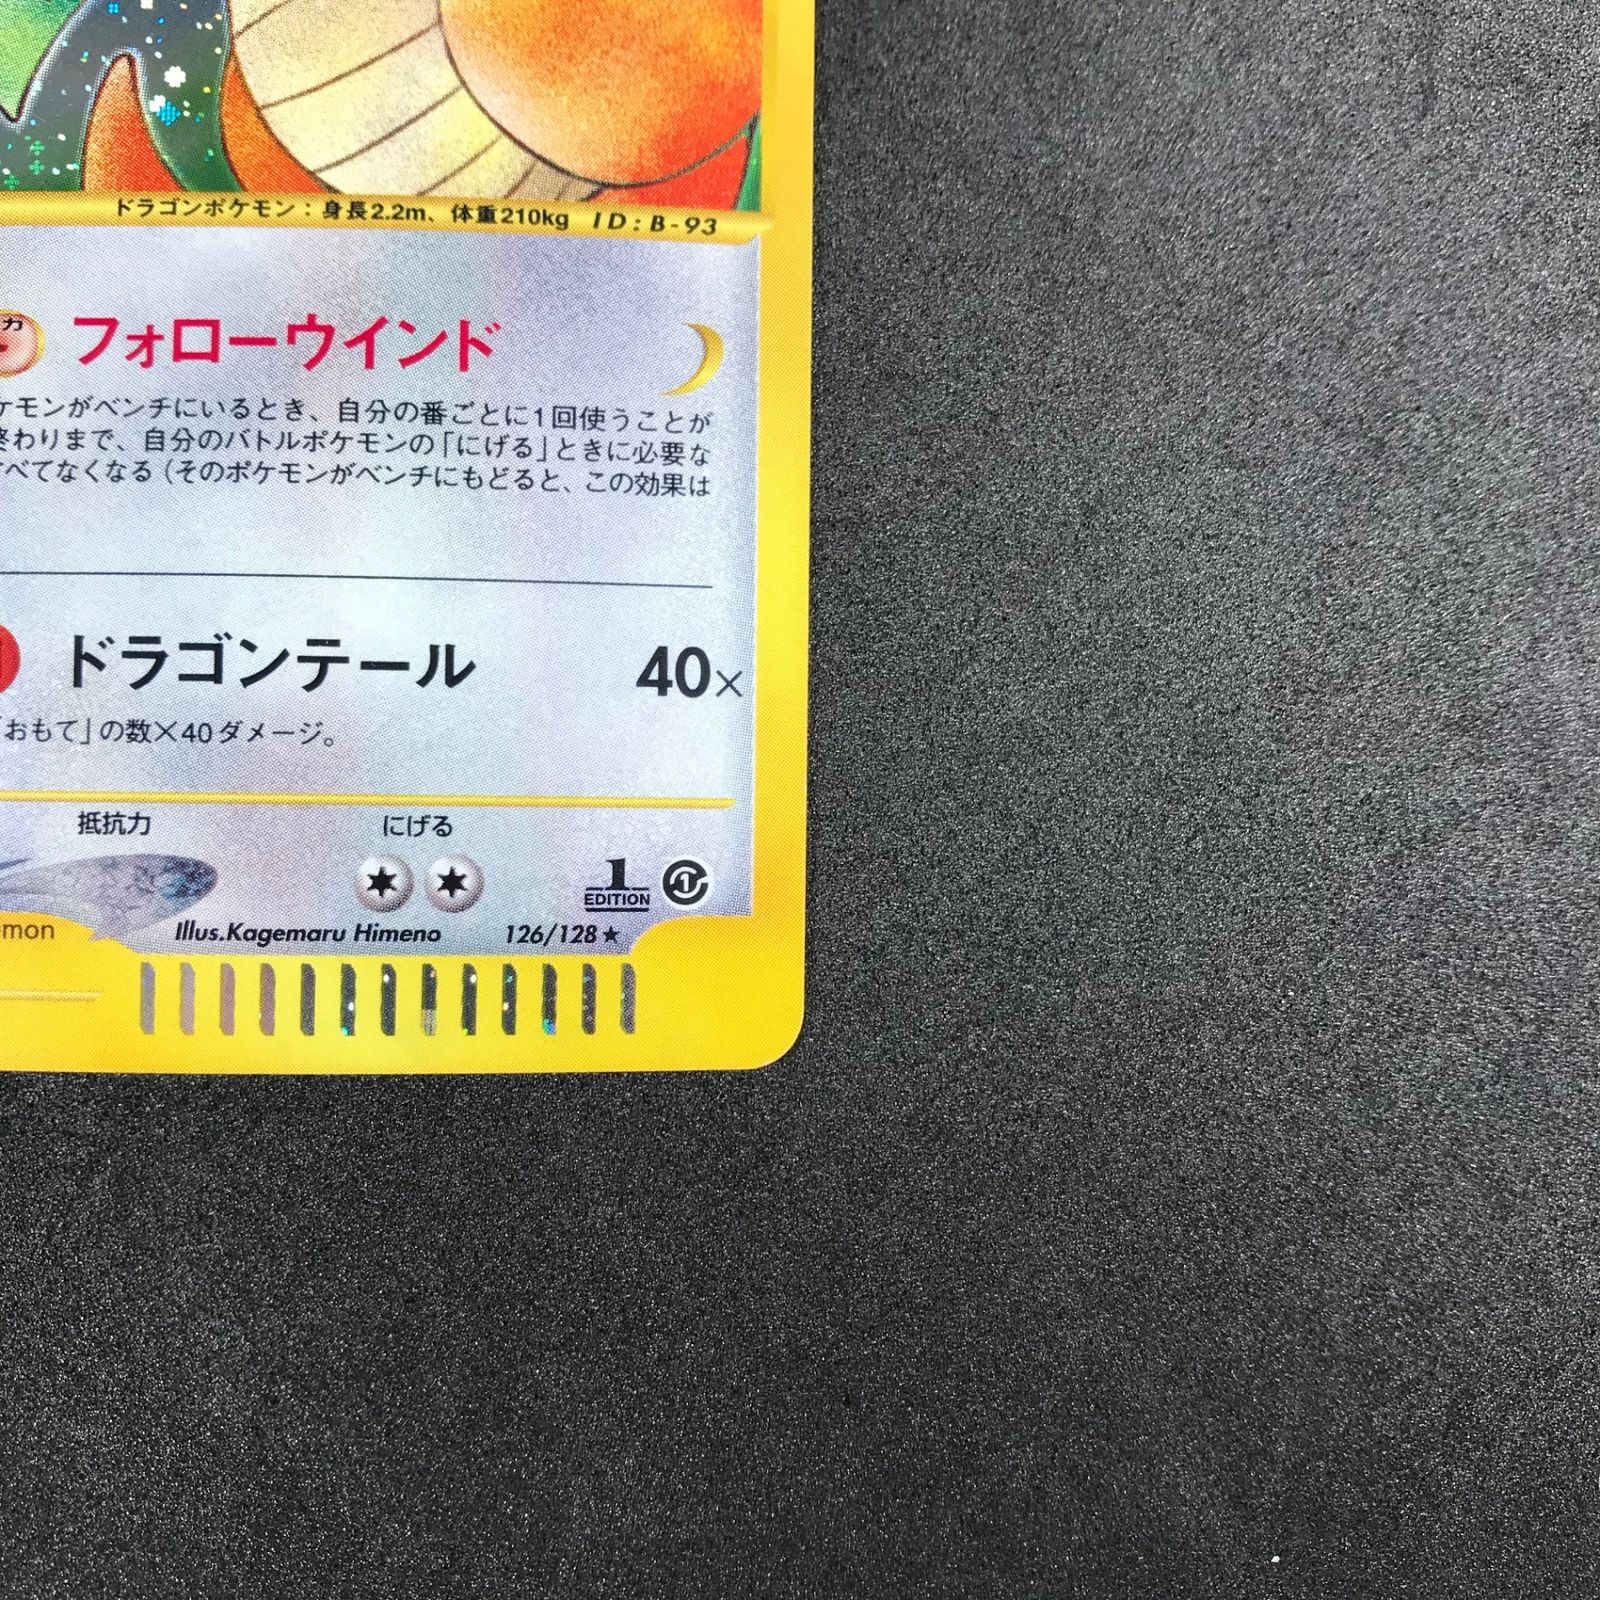 ドラゴンポケモン：身長2.2m、体重210kg ID:B-93
カ フォローウインド
ケモンがベンチにいるとき、自分の番ごとに1回使うことが
終わりまで、自分のバトルポケモンの「にげる」ときに必要な
べてなくなる（そのポケモンがベンチにもどると、この効果は
ドラゴンテール 40×
「おもて」の数×40ダメージ。
抵抗力 にげる
1 EDITION 1
mon Illus.Kagemaru Himeno 126/128★